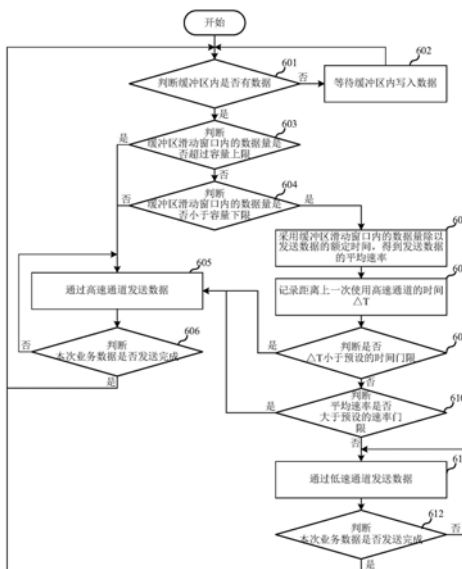 开始
601
判断缓冲区内是否有数据
否
602
等待缓冲区内写入数据
是
603
判断
缓冲区滑动窗口内的数据量是
否超过容量上限
是
否
604
判断
缓冲区滑动窗口内的数据量是
否小于容量下限
否
是
60
采用缓冲区滑动窗口内的数据量除以
发送数据的额定时间，得到发送数据
的平均速率
605
通过高速通道发送数据
60
记录距离上一次使用高速通道的时间
△T
606
判断
本次业务数据是否发送完成
否
是
60
判断是否
△T小于预设的时间门限
是
否
610
判断
平均速率是否
大于预设的速率门
限
是
否
61
通过低速通道发送数据
612
判断
本次业务数据是否发送完成
否
是